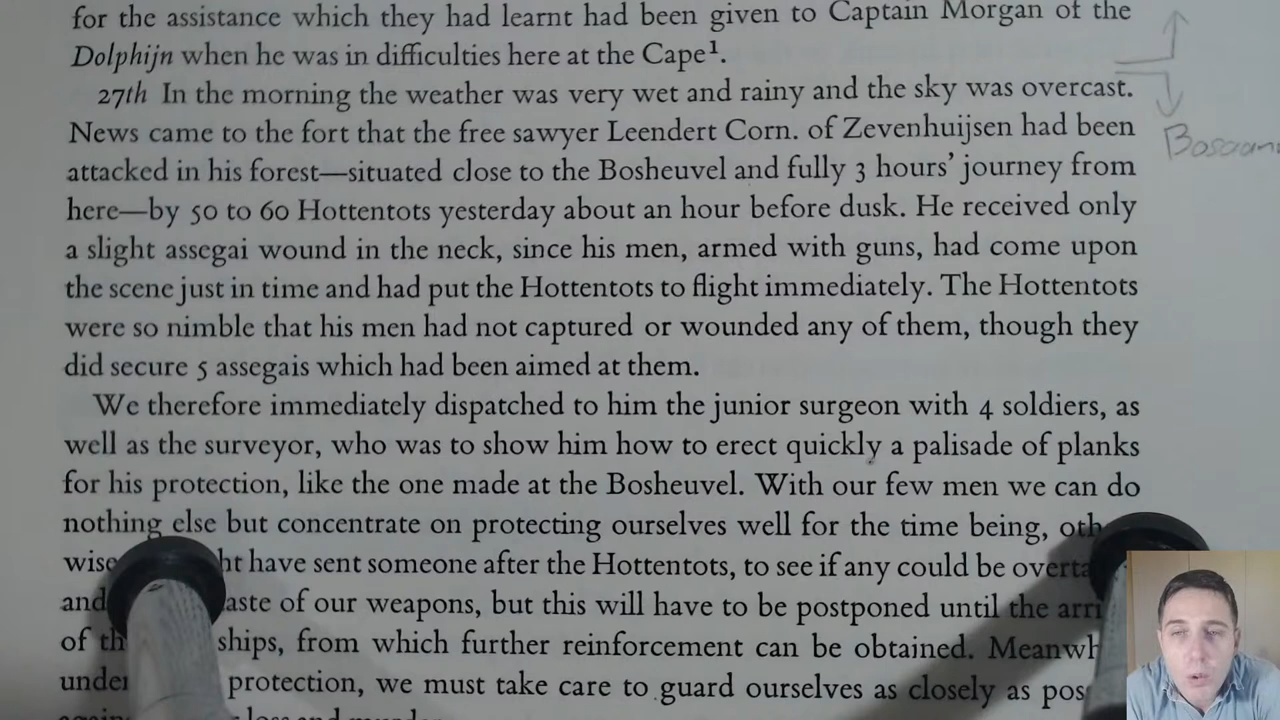 for the assistance which they had learnt had been given to Captain Morgan of the
Dolphijn when he was in difficulties here at the Cape¹.
27th In the morning the weather was very wet and rainy and the sky was overcast.
News came to the fort that the free sawyer Leendert Corn. of Zevenhuijsen had been
attacked in his forest—situated close to the Bosheuvel and fully 3 hours' journey from
here—by 50 to 60 Hottentots yesterday about an hour before dusk. He received only
a slight assegai wound in the neck, since his men, armed with guns, had come upon
the scene just in time and had put the Hottentots to flight immediately. The Hottentots
were so nimble that his men had not captured or wounded any of them, though they
did secure 5 assegais which had been aimed at them.
We therefore immediately dispatched to him the junior surgeon with 4 soldiers, as
well as the surveyor, who was to show him how to erect quickly a palisade of planks
for his protection, like the one made at the Bosheuvel. With our few men we can do
nothing else but concentrate on protecting ourselves well for the time being,
have sent someone after the Hottentots, to see if any could be
and of our weapons, but this will have to be postponed until the
of ships, from which further reinforcement can be obtained.
protection, we must take care to guard ourselves as closely as